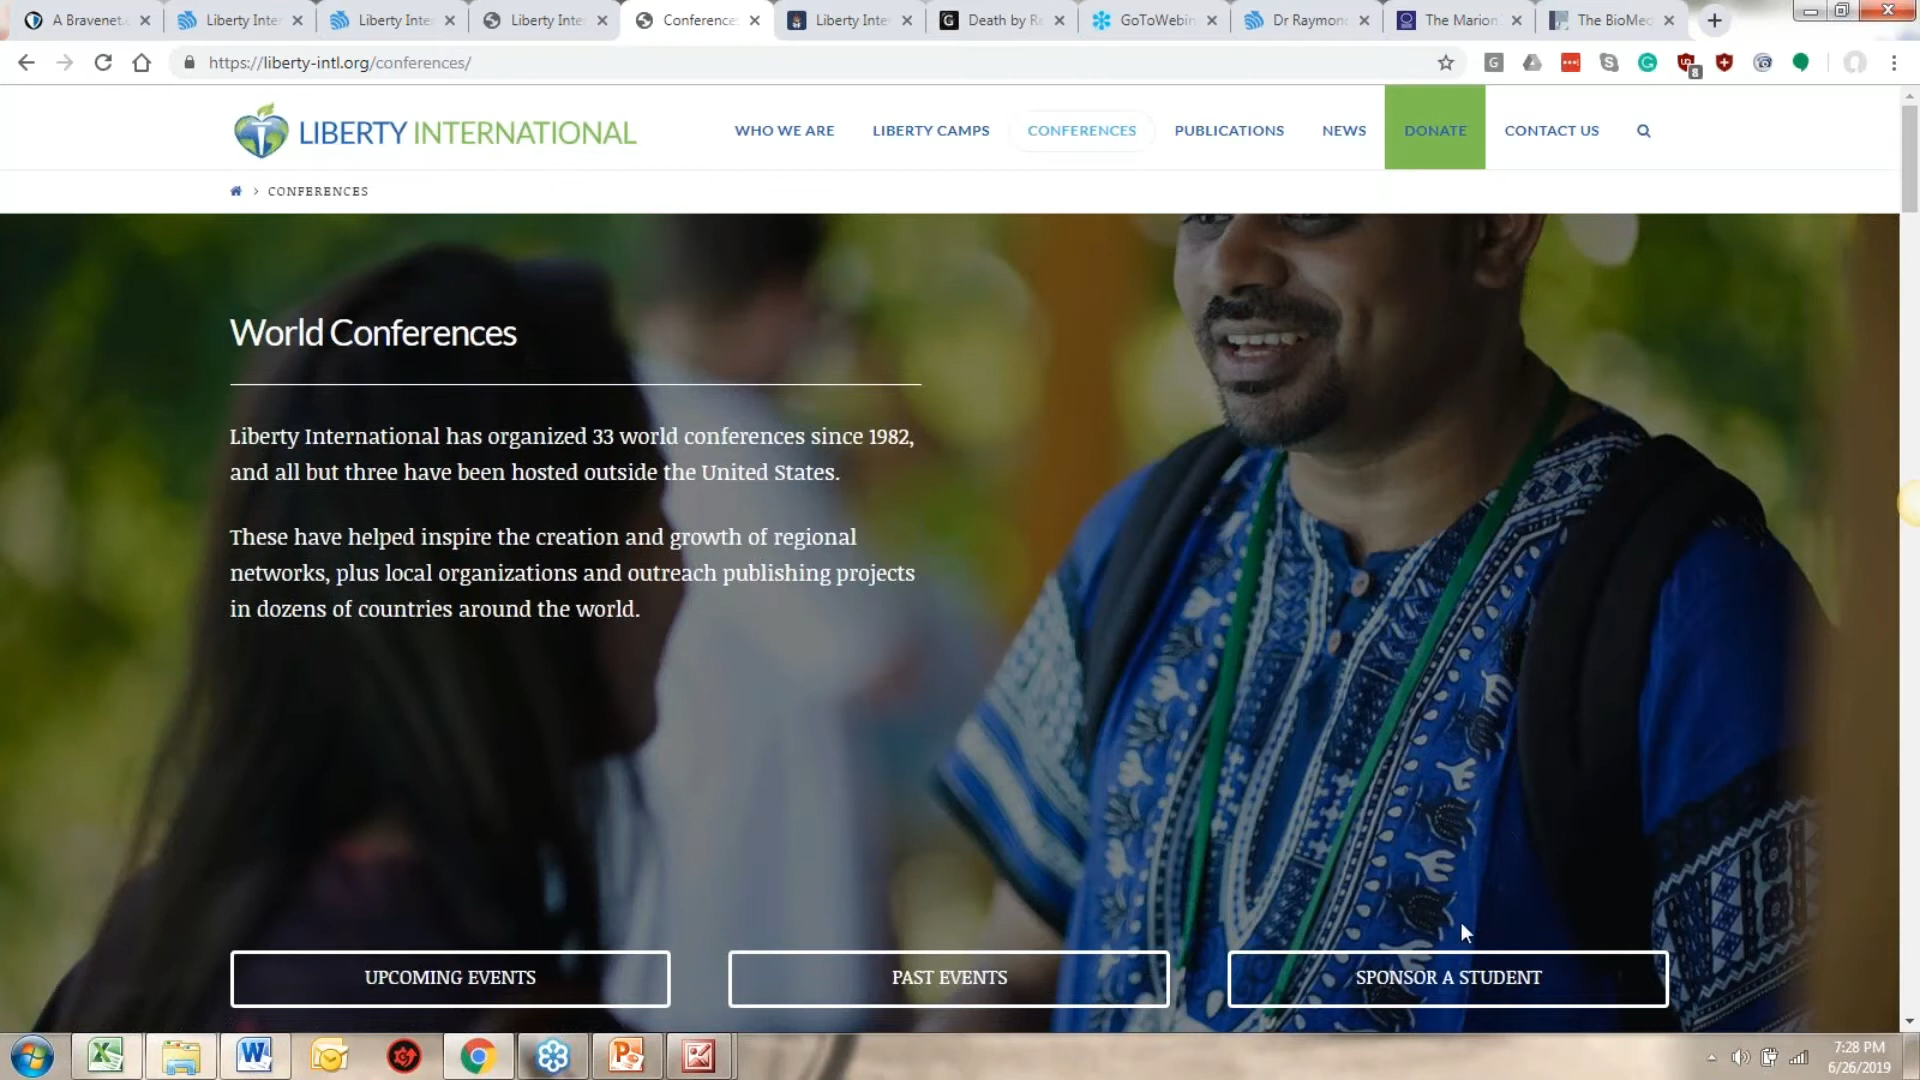 A Bravenet.
Liberty Inter
Liberty Inte
Liberty Inte
Conference
Liberty Inte
Death by R
GoToWebin
Dr Raymon
The Marion
The BioMed
https://liberty-intl.org/conferences/
LIBERTY INTERNATIONAL
WHO WE ARE
LIBERTY CAMPS
CONFERENCES
PUBLICATIONS
NEWS
DONATE
CONTACT US
> CONFERENCES
World Conferences
Liberty International has organized 33 world conferences since 1982,
and all but three have been hosted outside the United States.
These have helped inspire the creation and growth of regional
networks, plus local organizations and outreach publishing projects
in dozens of countries around the world.
UPCOMING EVENTS
PAST EVENTS
SPONSOR A STUDENT
7:28 PM
6/26/2019